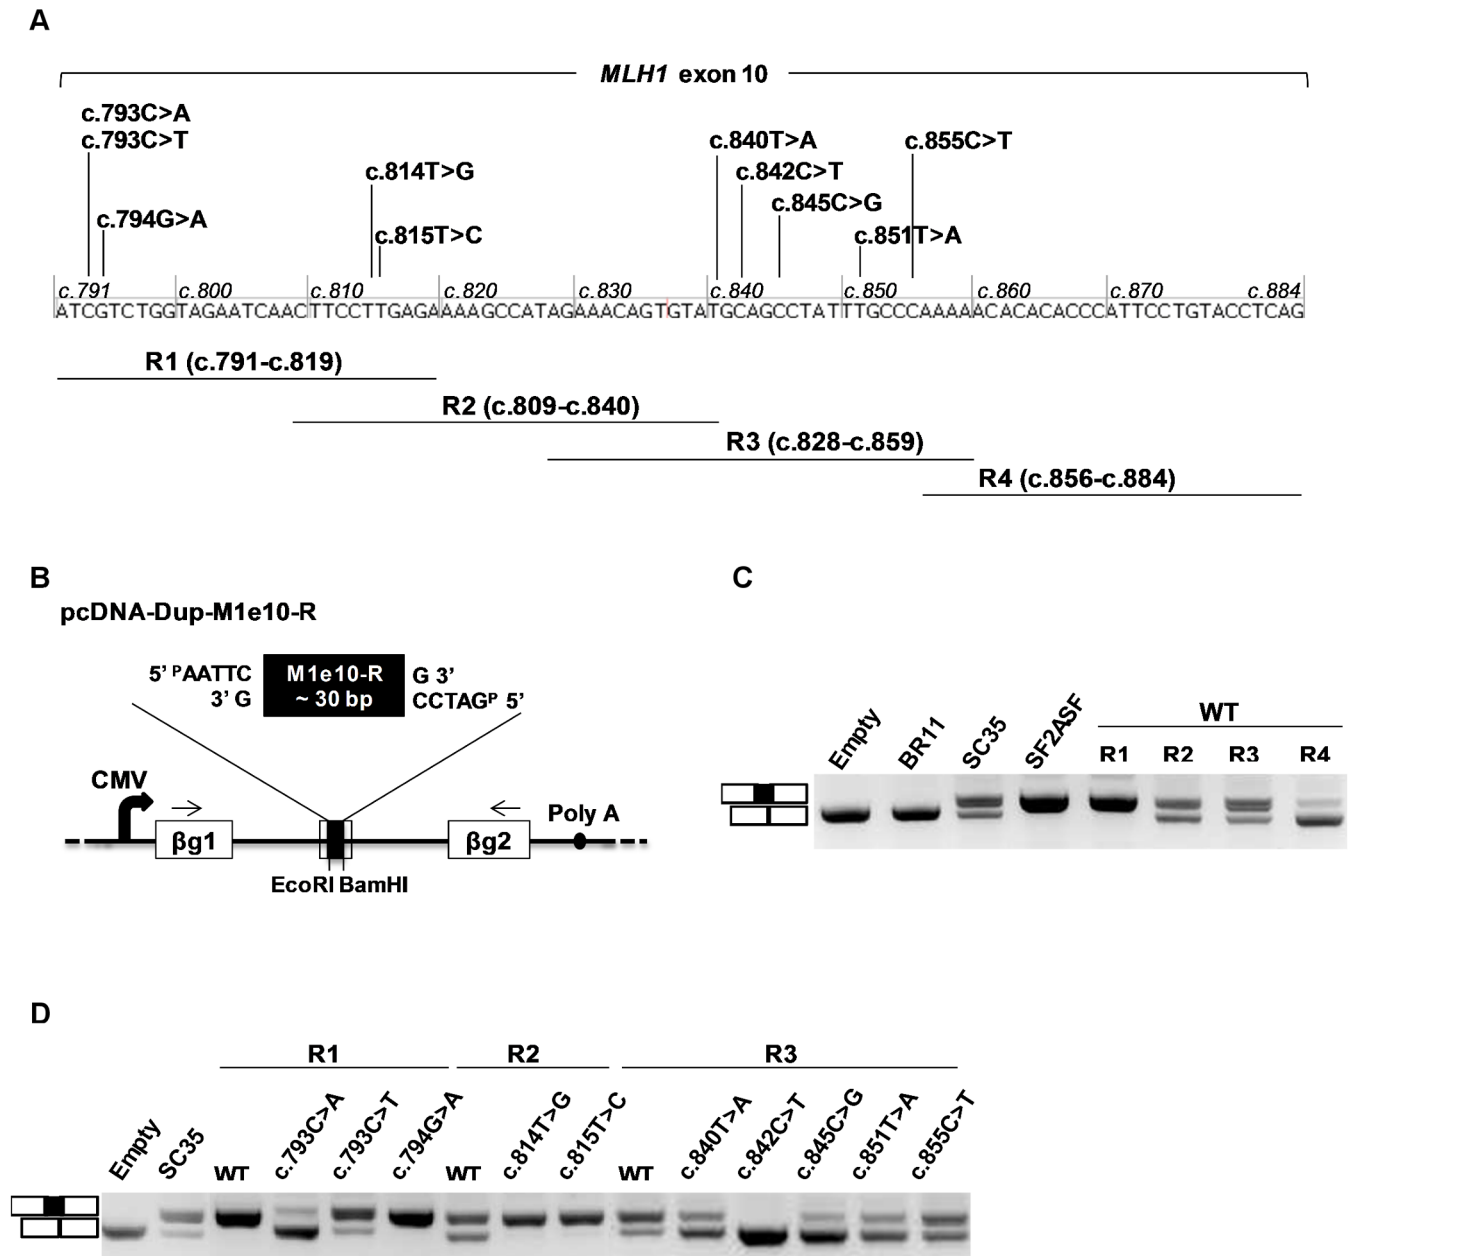 A
MLH1 exon 10
c.793C>A
c.793C>T
c.840T>A
c.855C>T
c.814T>G
c.842C>T
c.845C>G
c.794G>A
c.815T>C
c.851T>A
c.791 c.800 c.810 c.820 c.830 c.840 c.850 c.860 c.870 c.884
ATCGTCTGGTAGAATCAACTTCCTTGAGAAAAGCCATAGAAACAGTGTATGCAGCCTATTTGCCCAAAAACACACACCCATTCCTGTACCTCAG
R1 (c.791-c.819)
R2 (c.809-c.840)
R3 (c.828-c.859)
R4 (c.856-c.884)
B
pcDNA-Dup-M1e10-R
5' PAATTC M1e10-R G 3'
3' G ~ 30 bp CCTAGP 5'
CMV
Poly A
βg1 βg2
EcoRI BamHI
C
Empty BR11 SC35 SF2ASF WT
R1 R2 R3 R4
D
R1 R2 R3
Empty SC35 WT c.793C>A c.793C>T c.794G>A WT c.814T>G c.815T>C WT c.840T>A c.842C>T c.845C>G c.851T>A c.855C>T